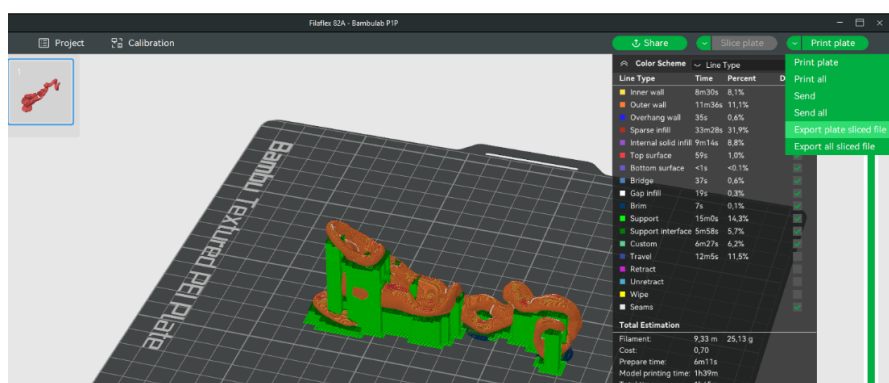 Filaflex 82A - Bambulab P1P
Project Calibration Share Slice plate Print plate
1
Print plate
Print all
Send
Send all
Export plate sliced file
Export all sliced file
Color Scheme Line Type
Line Type Time Percent D
Inner wall 8m30s 8,1%
Outer wall 11m36s 11,1%
Overhang wall 35s 0,6%
Sparse infill 33m28s 31,9%
Internal solid infill 9m14s 8,8%
Top surface 59s 1,0%
Bottom surface <1s <0.1%
Bridge 37s 0,6%
Gap infill 19s 0,3%
Brim 7s 0,1%
Support 15m0s 14,3%
Support interface 5m58s 5,7%
Custom 6m27s 6,2%
Travel 12m5s 11,5%
Retract
Unretract
Wipe
Seams
Total Estimation
Filament: 9,33 m 25,13 g
Cost: 0,70
Prepare time: 6m11s
Model printing time: 1h39m
Bambu Textured PEI Plate